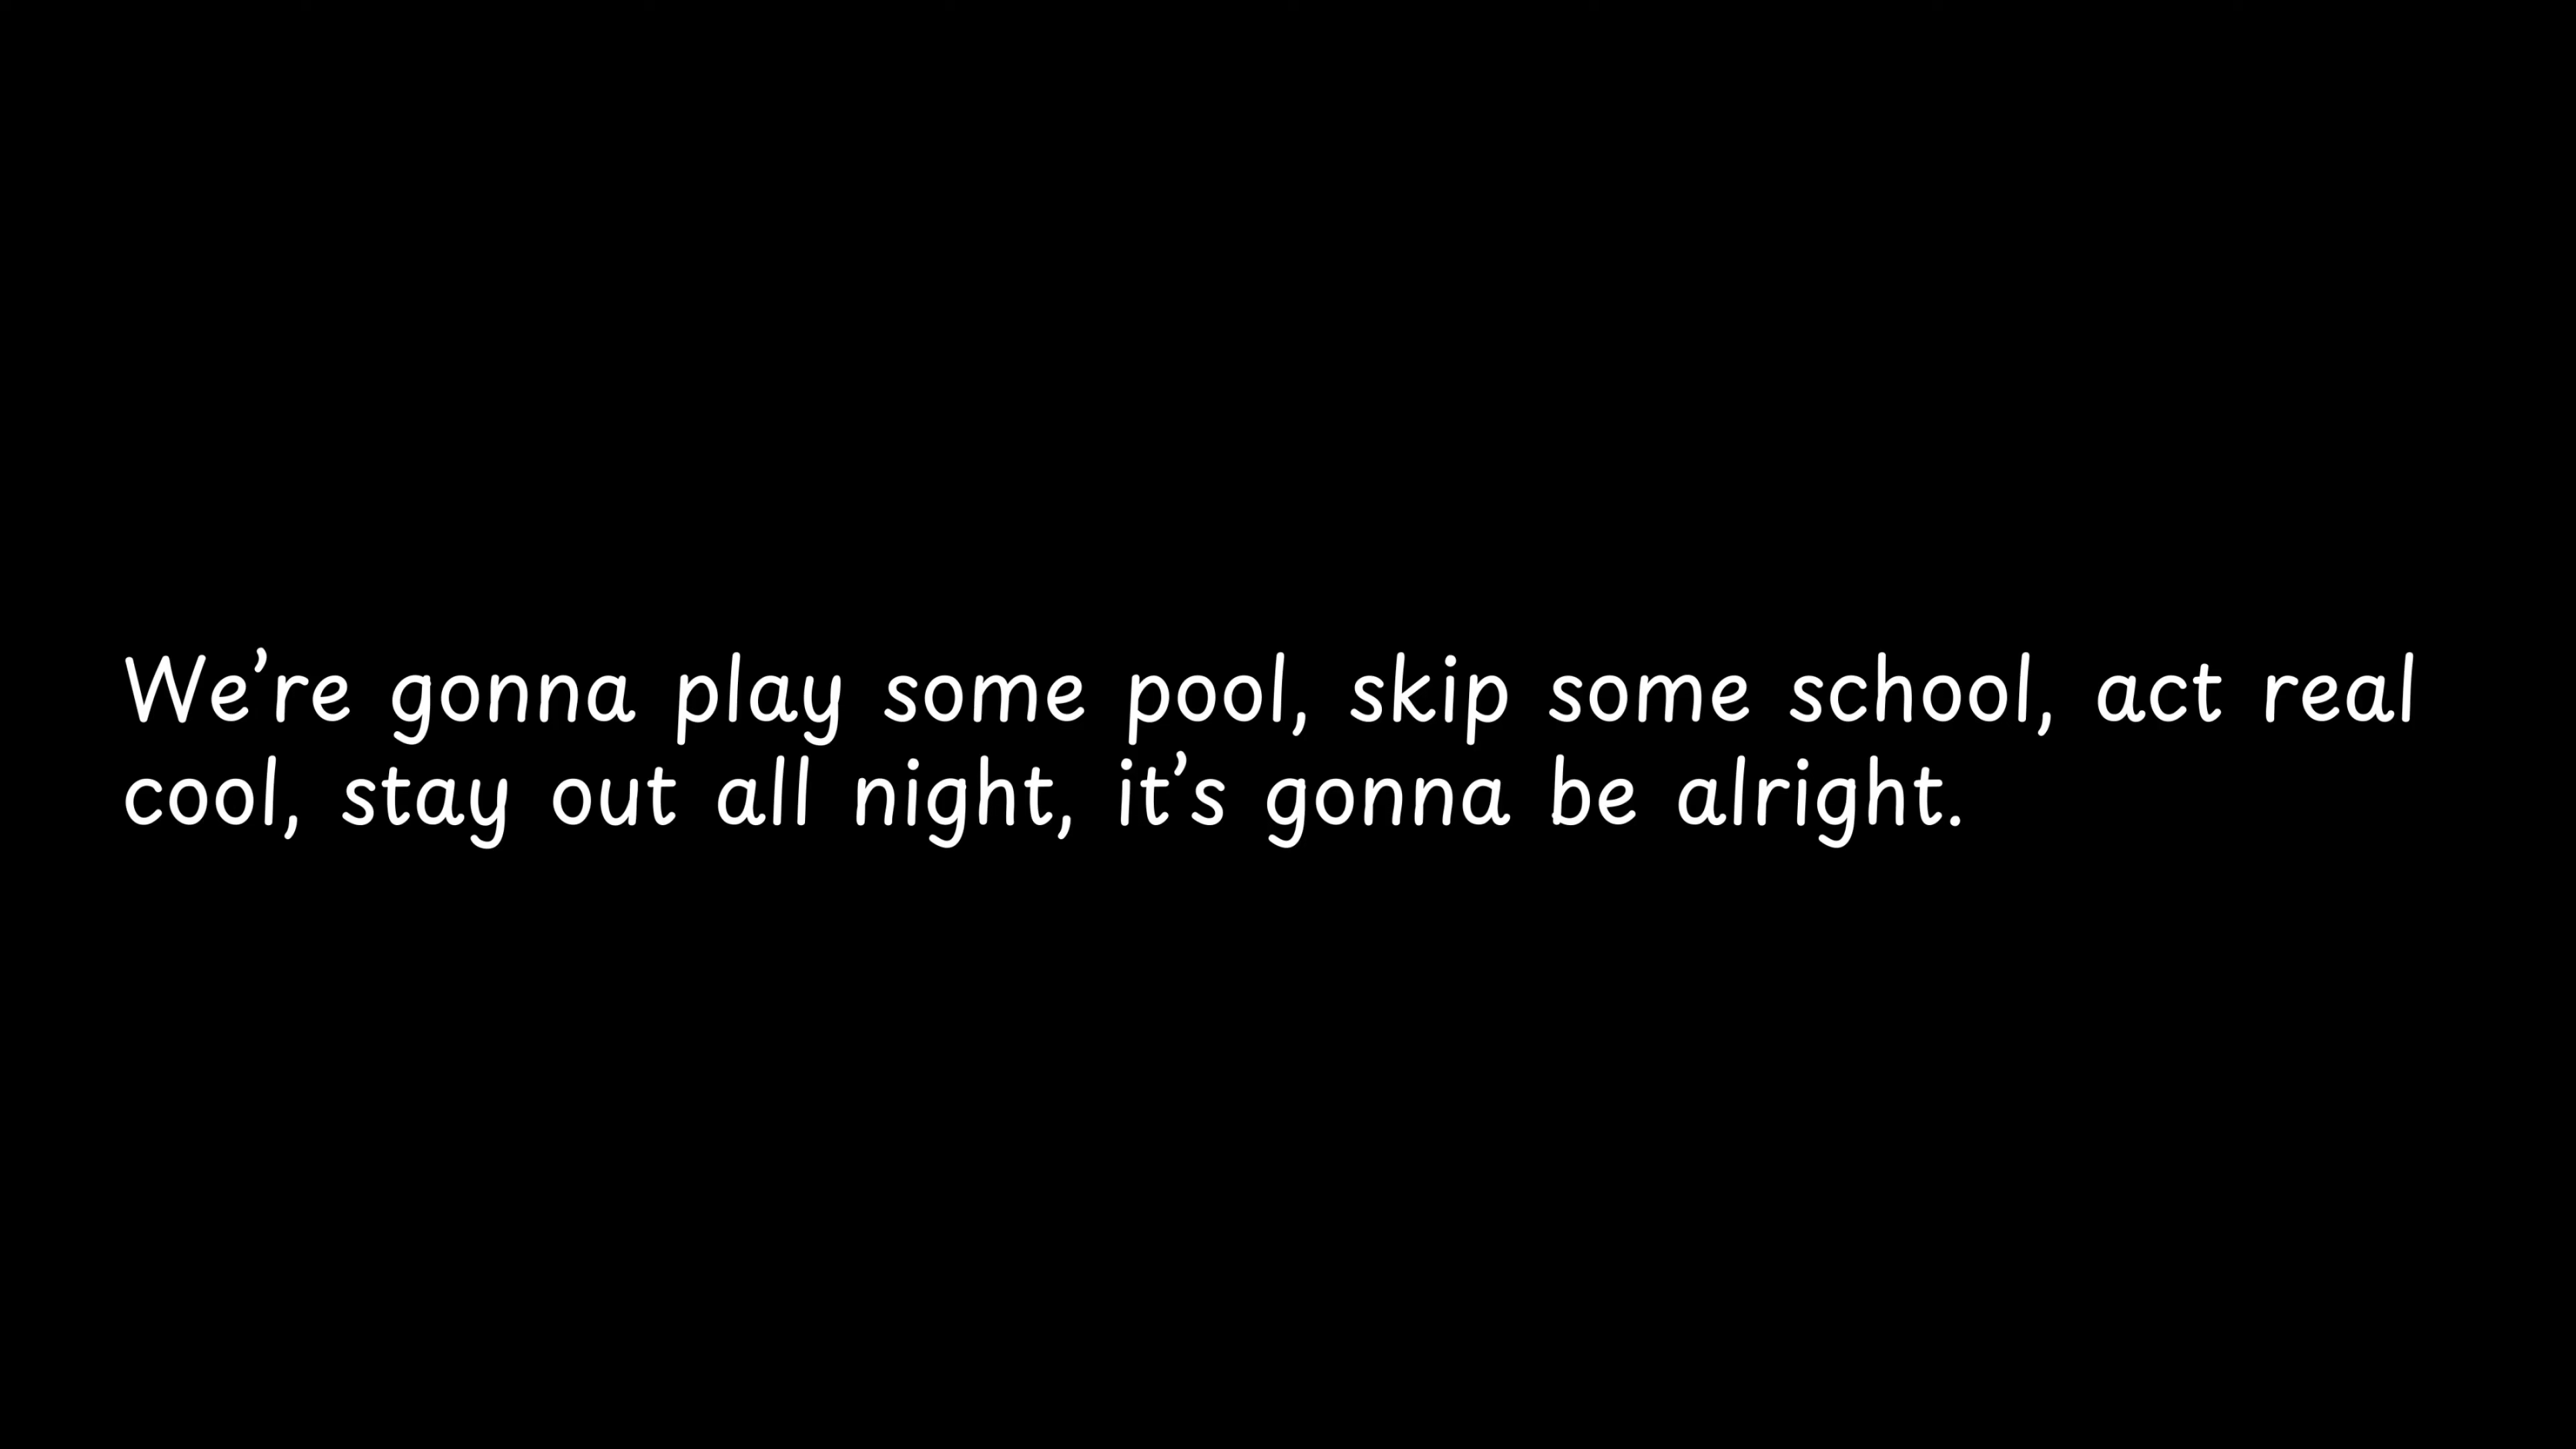 We’re gonna play some pool, skip some school, act real
cool, stay out all night, it’s gonna be alright.